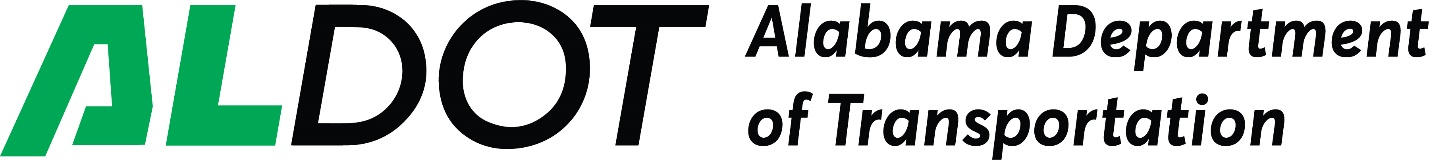 ALDOT
Alabama Department
of Transportation